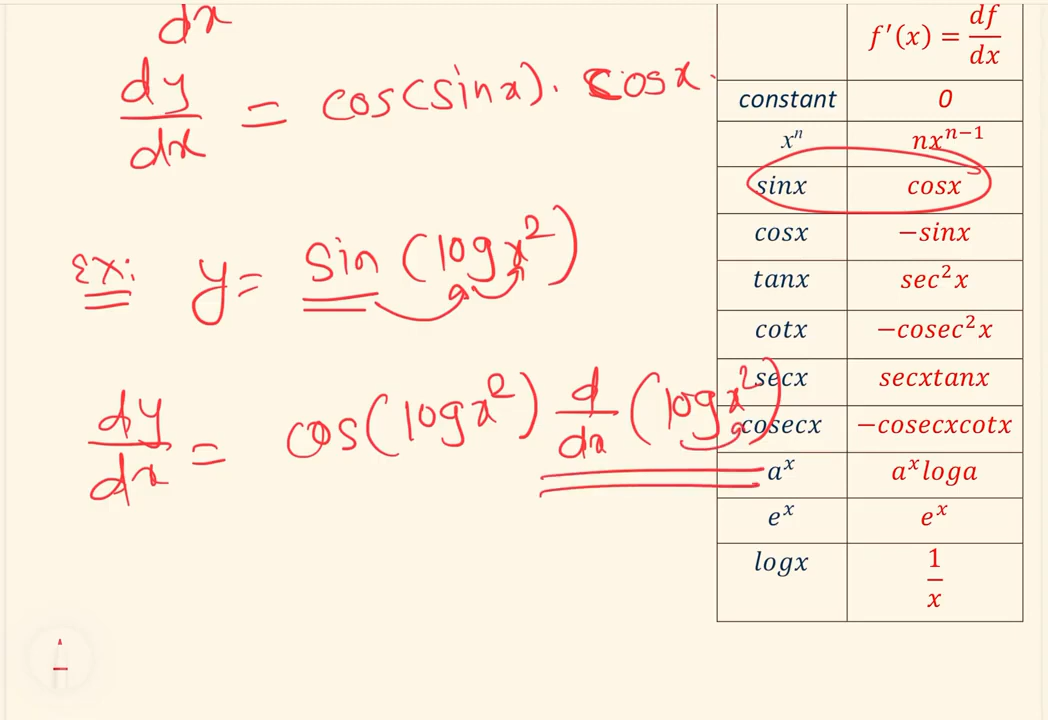 dx
dy/dx = cos(sinx). cosx.
Ex: y = sin (logx²)
dy/dx = cos(logx²) d/dx (logx²)
f′(x) = df/dx
constant 0
xⁿ nxⁿ⁻¹
sinx cosx
cosx −sinx
tanx sec²x
cotx −cosec²x
secx secxtanx
cosecx −cosecxcotx
aˣ aˣloga
eˣ eˣ
logx 1/x